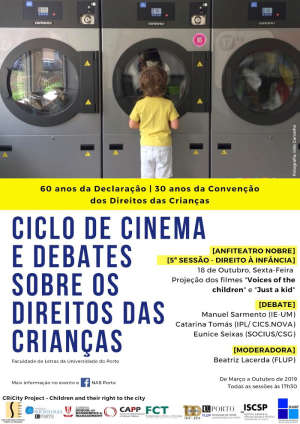 60 anos da Declaração | 30 anos da Convenção
dos Direitos das Crianças
CICLO DE CINEMA
E DEBATES
SOBRE OS
DIREITOS DAS
CRIANÇAS
Faculdade de Letras da Universidade do Porto
Mais informação no evento e NAS Porto
[ANFITEATRO NOBRE]
[5ª SESSÃO - DIREITO À INFÂNCIA]
18 de Outubro, Sexta-Feira
Projeção dos filmes "Voices of the
children" e "Just a kid"
[DEBATE]
Manuel Sarmento (IE-UM)
Catarina Tomás (IPL/ CICS.NOVA)
Eunice Seixas (SOCIUS/CSG)
[MODERADORA]
Beatriz Lacerda (FLUP)
De Março a Outubro de 2019
Todas as sessões às 17h30
CRiCity Project - Children and their right to the city
CAPP
FCT
U.PORTO
ISCSP